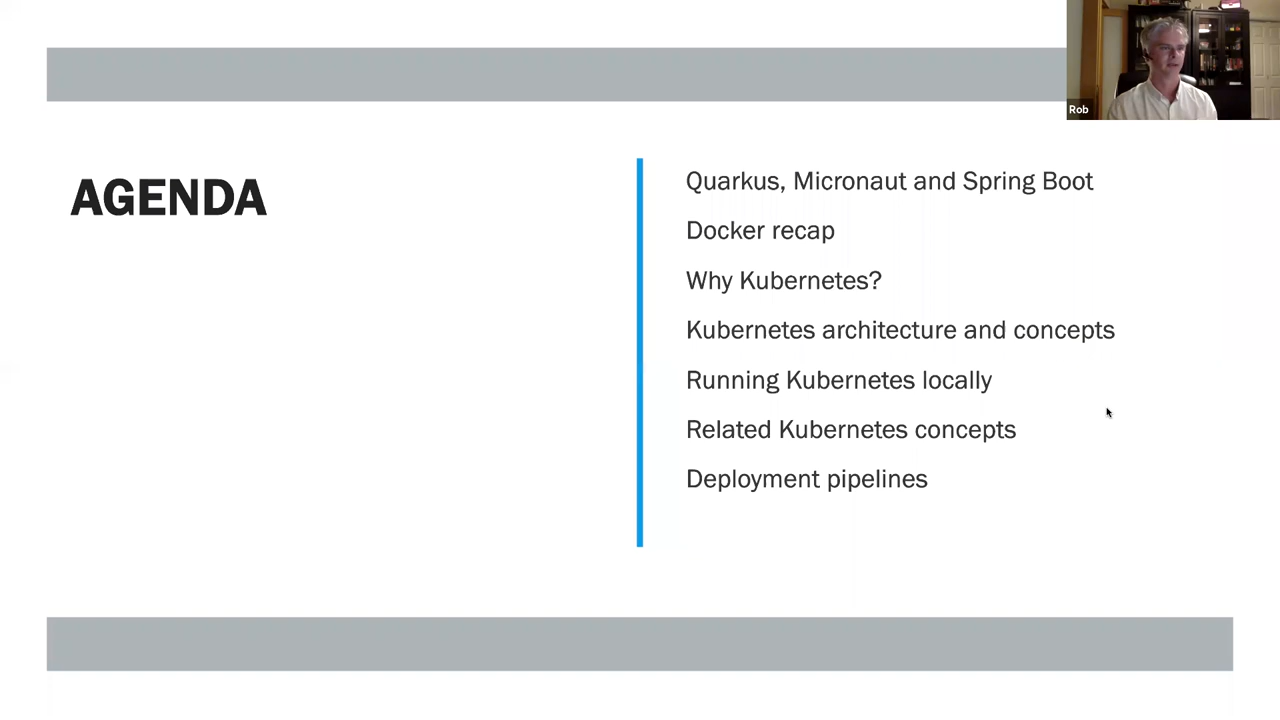 Rob
AGENDA
Quarkus, Micronaut and Spring Boot
Docker recap
Why Kubernetes?
Kubernetes architecture and concepts
Running Kubernetes locally
Related Kubernetes concepts
Deployment pipelines